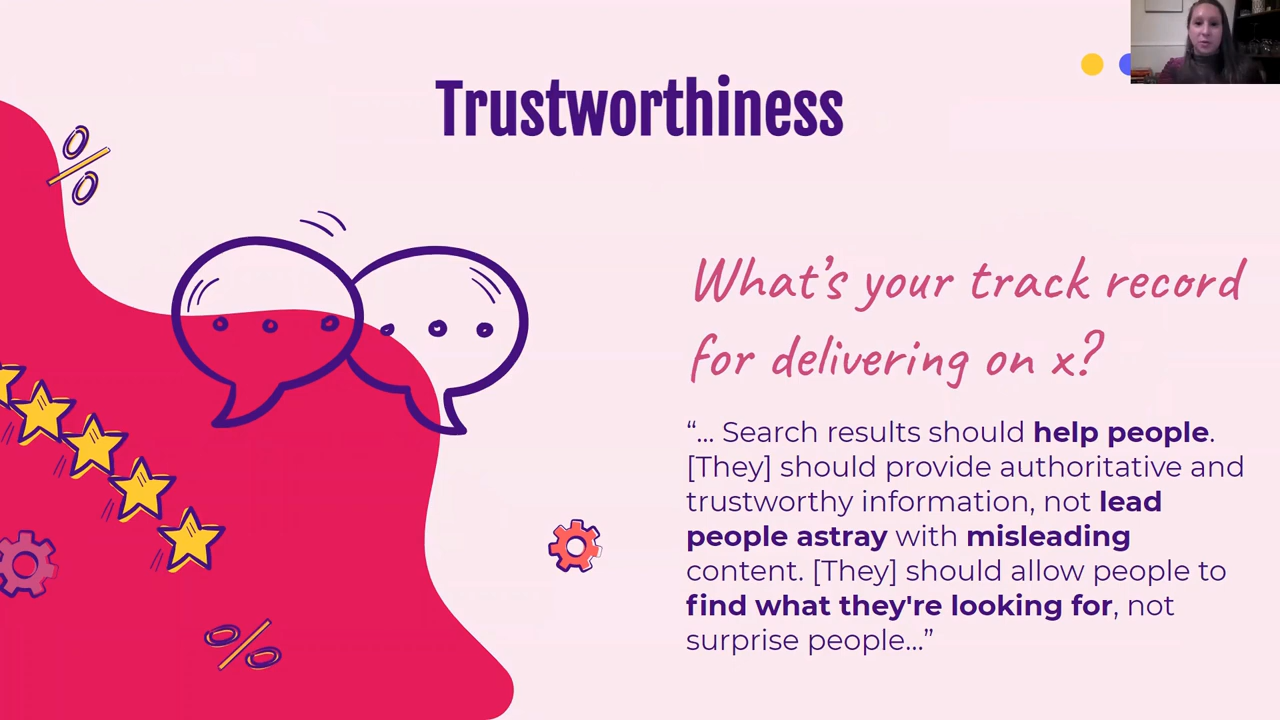 Trustworthiness
What's your track record
for delivering on x?
“... Search results should help people.
[They] should provide authoritative and
trustworthy information, not lead
people astray with misleading
content. [They] should allow people to
find what they're looking for, not
surprise people...”
%
%